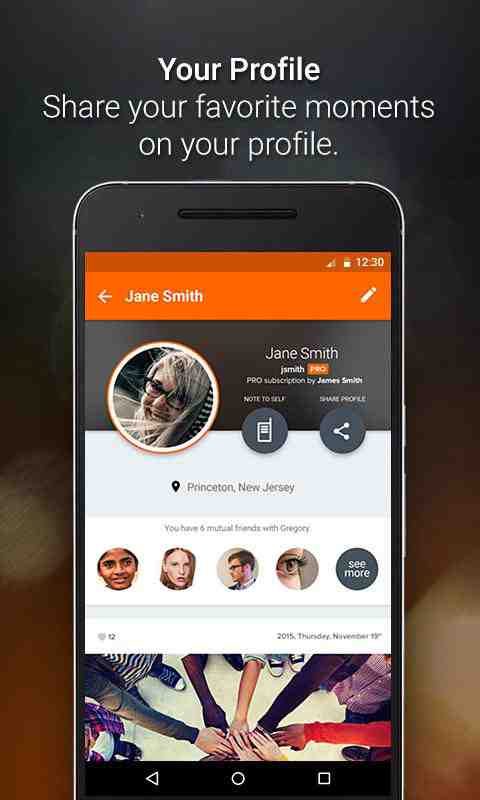 Your Profile
Share your favorite moments
on your profile.
12:30
Jane Smith
Jane Smith
jsmith PRO
PRO subscription by James Smith
NOTE TO SELF
SHARE PROFILE
Princeton, New Jersey
You have 6 mutual friends with Gregory.
see
more
12
2015, Thursday, November 19th